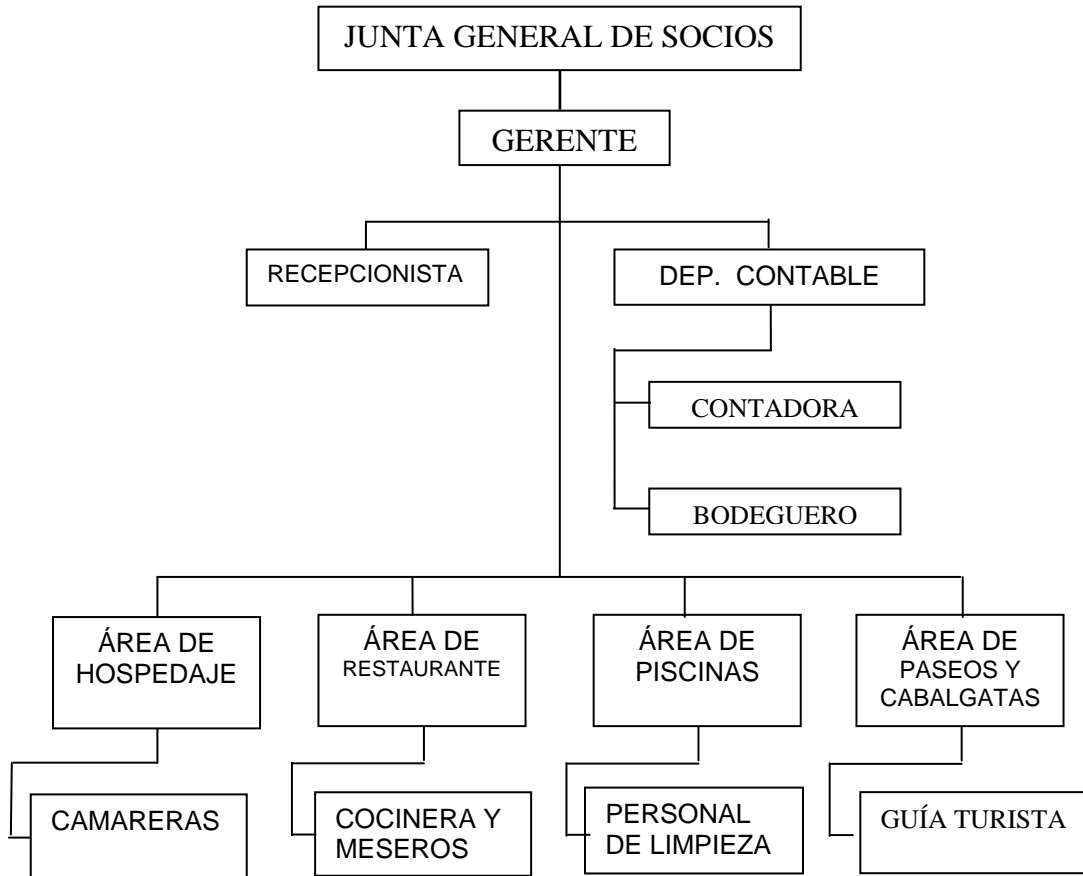 JUNTA GENERAL DE SOCIOS
GERENTE
RECEPCIONISTA
DEP. CONTABLE
CONTADORA
BODEGUERO
ÁREA DE
HOSPEDAJE
ÁREA DE
RESTAURANTE
ÁREA DE
PISCINAS
ÁREA DE
PASEOS Y
CABALGATAS
CAMARERAS
COCINERA Y
MESEROS
PERSONAL
DE LIMPIEZA
GUÍA TURISTA